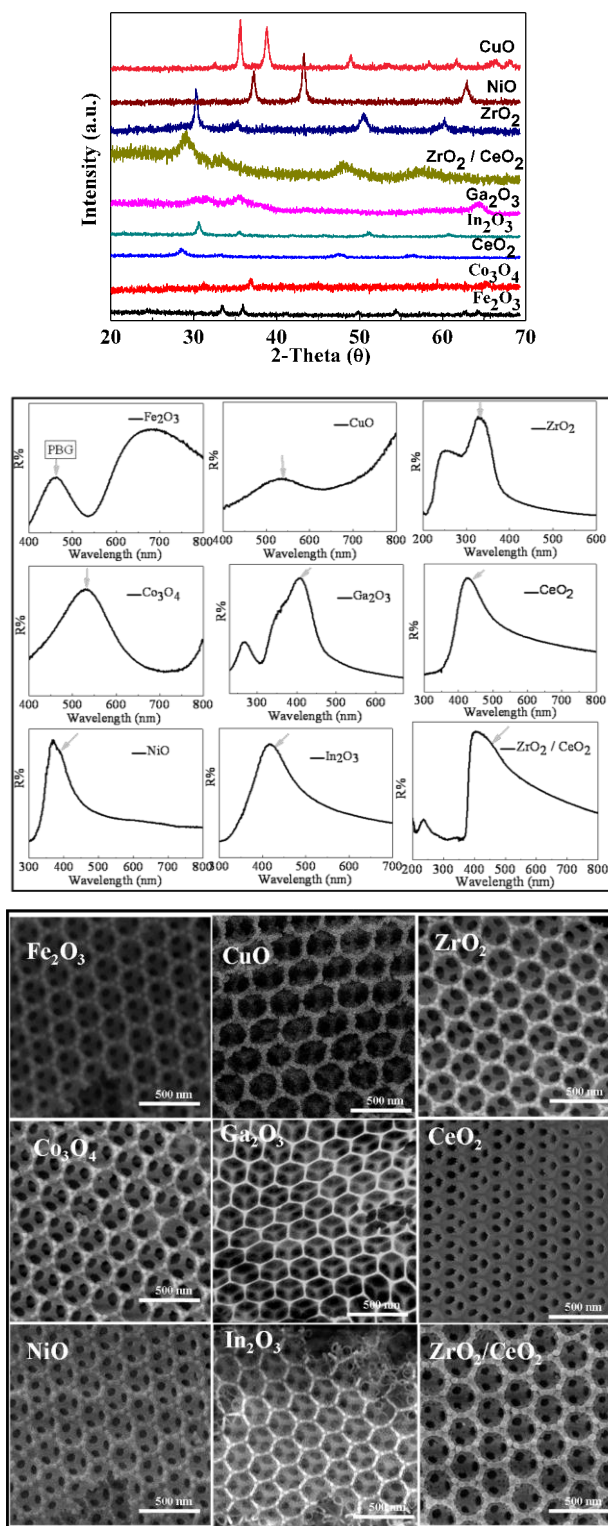 CuO
NiO
ZrO₂
ZrO₂ / CeO₂
Ga₂O₃
In₂O₃
CeO₂
Co₃O₄
Fe₂O₃
Intensity (a.u.)
20 30 40 50 60 70
2-Theta (θ)
Fe₂O₃
PBG
R%
400 500 600 700 800
Wavelength (nm)
CuO
R%
400 500 600 700 800
Wavelength (nm)
ZrO₂
R%
200 300 400 500 600
Wavelength (nm)
Co₃O₄
R%
400 500 600 700 800
Wavelength (nm)
Ga₂O₃
R%
300 400 500 600 700
Wavelength (nm)
CeO₂
R%
300 400 500 600 700 800
Wavelength (nm)
NiO
R%
300 400 500 600 700 800
Wavelength (nm)
In₂O₃
R%
300 400 500 600 700
Wavelength (nm)
ZrO₂ / CeO₂
R%
200 300 400 500 600 700 800
Wavelength (nm)
Fe₂O₃
500 nm
CuO
500 nm
ZrO₂
500 nm
Co₃O₄
500 nm
Ga₂O₃
500 nm
CeO₂
500 nm
NiO
500 nm
In₂O₃
500 nm
ZrO₂/CeO₂
500 nm